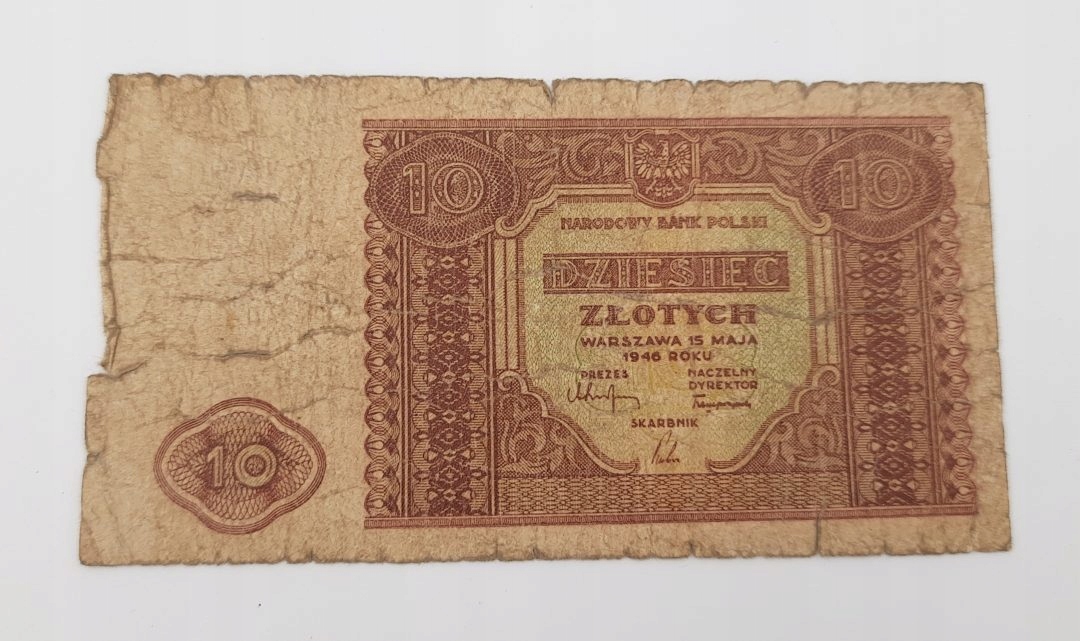 10
10
NARODOWY BANK POLSKI
DZIESIĘĆ
ZŁOTYCH
WARSZAWA 15 MAJA
1946 ROKU
PREZES
NACZELNY
DYREKTOR
SKARBNIK
10